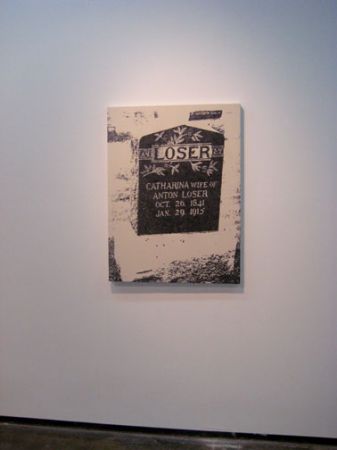 LOSER
CATHARINA WIFE OF
ANTON LOSER
OCT. 26. 1841
JAN. 29. 1915